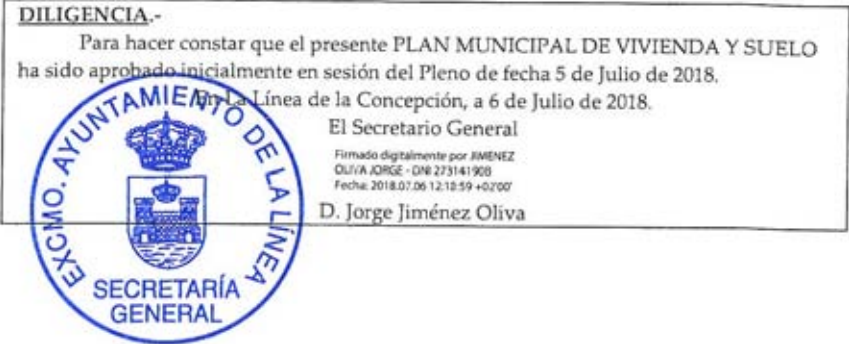 DILIGENCIA.-
Para hacer constar que el presente PLAN MUNICIPAL DE VIVIENDA Y SUELO
ha sido aprobado inicialmente en sesión del Pleno de fecha 5 de Julio de 2018.
En La Línea de la Concepción, a 6 de Julio de 2018.
El Secretario General
Firmado digitalmente por JIMENEZ
OLIVA JORGE - DNI 27314190B
Fecha: 2018.07.06 12:18:59 +02'00'
D. Jorge Jiménez Oliva
EXCMO. AYUNTAMIENTO DE LA LÍNEA
SECRETARÍA
GENERAL